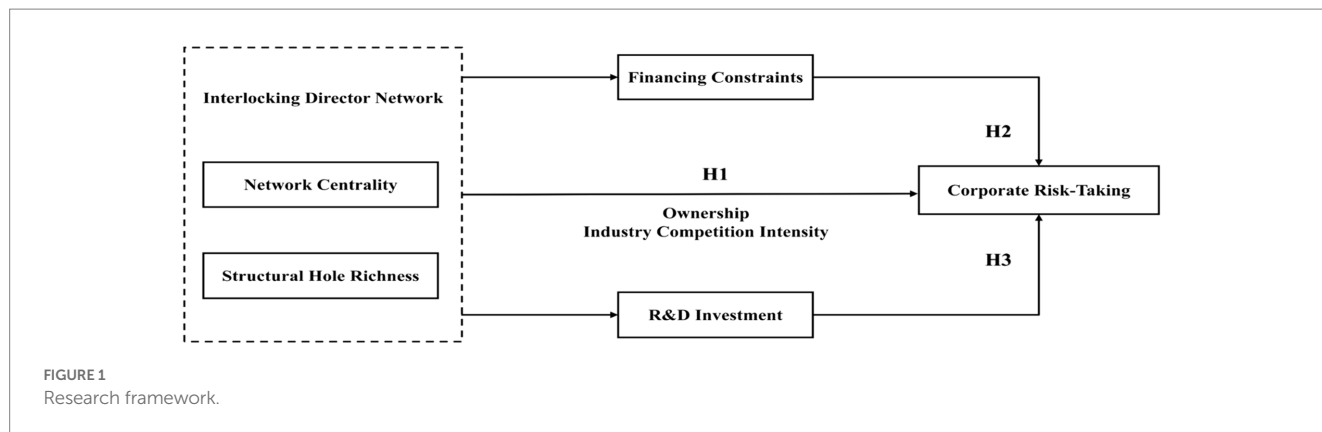 Interlocking Director Network
Network Centrality
Structural Hole Richness
Financing Constraints
H2
H1
Ownership
Industry Competition Intensity
Corporate Risk-Taking
H3
R&D Investment
FIGURE 1
Research framework.